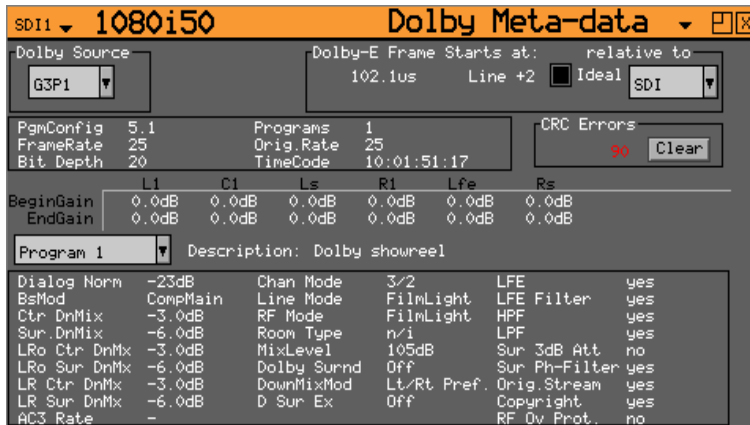 SDI1 1080i50 Dolby Meta-data
Dolby Source Dolby-E Frame Starts at: relative to
G3P1 102.1us Line +2 Ideal SDI
PgmConfig 5.1 Programs 1 CRC Errors
FrameRate 25 Orig.Rate 25 90 Clear
Bit Depth 20 TimeCode 10:01:51:17
L1 C1 Ls R1 Lfe Rs
BeginGain 0.0dB 0.0dB 0.0dB 0.0dB 0.0dB 0.0dB
EndGain 0.0dB 0.0dB 0.0dB 0.0dB 0.0dB 0.0dB
Program 1 Description: Dolby showreel
Dialog Norm -23dB Chan Mode 3/2 LFE yes
BsMod CompMain Line Mode FilmLight LFE Filter yes
Ctr DnMix -3.0dB RF Mode FilmLight HPF yes
Sur.DnMix -6.0dB Room Type n/i LPF yes
LRo Ctr DnMx -3.0dB MixLevel 105dB Sur 3dB Att no
LRo Sur DnMx -6.0dB Dolby Surnd Off Sur Ph-Filter yes
LR Ctr DnMx -3.0dB DownMixMod Lt/Rt Pref. Orig.Stream yes
LR Sur DnMx -6.0dB D Sur Ex Off Copyright yes
AC3 Rate - RF Ov Prot. no